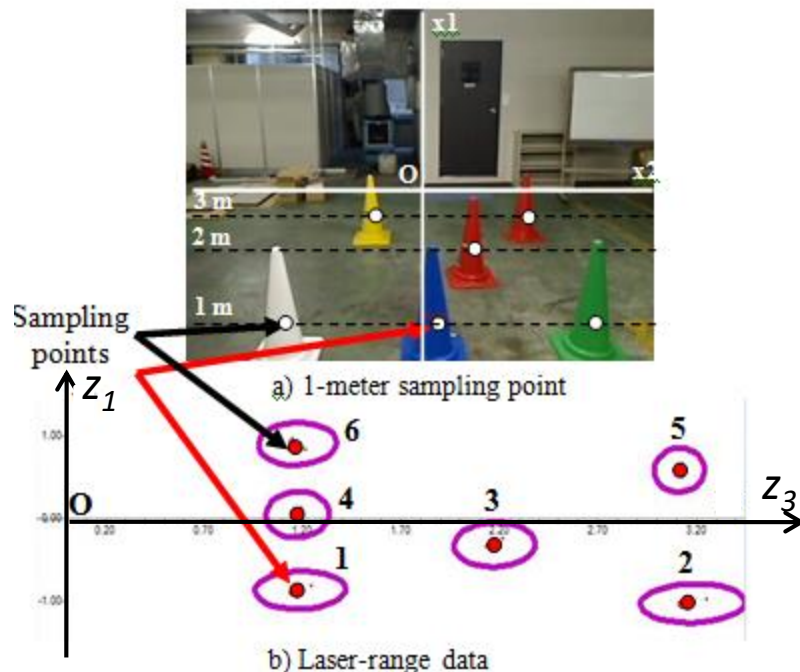 x1
O
x2
3 m
2 m
1 m
Sampling
points
a) 1-meter sampling point
z1
1.00
6
5
O
4
3
z3
-0.00
0.20
0.70
1.20
1.70
2.20
2.70
3.20
1
2
-1.00
b) Laser-range data